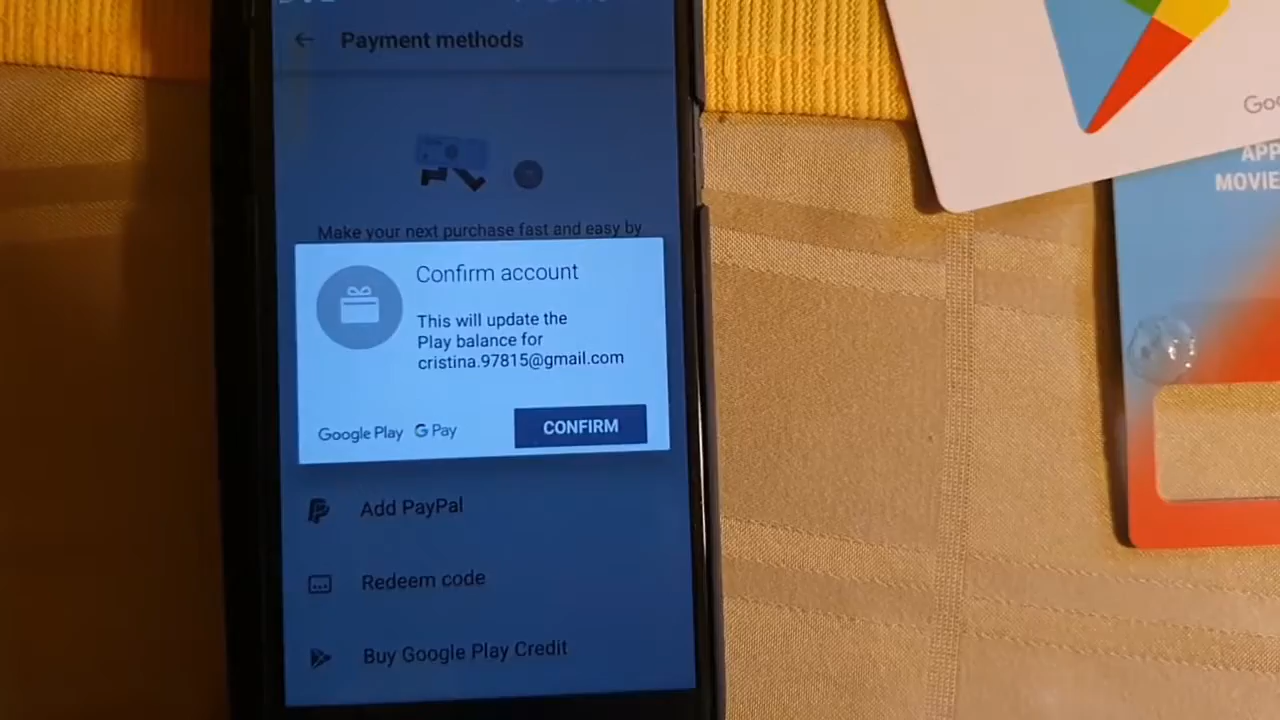 Payment methods
Make your next purchase fast and easy by
Confirm account
This will update the
Play balance for
cristina.97815@gmail.com
Google Play G Pay
CONFIRM
Add PayPal
Redeem code
Buy Google Play Credit
Goo
APP
MOVIE